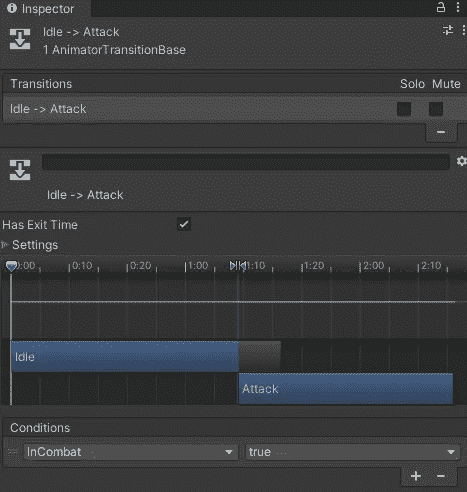 Inspector
Idle -> Attack
1 AnimatorTransitionBase
Transitions Solo Mute
Idle -> Attack
Idle -> Attack
Has Exit Time
Settings
0:00 0:10 0:20 1:00 1:10 1:20 2:00 2:10
Idle
Attack
Conditions
InCombat true